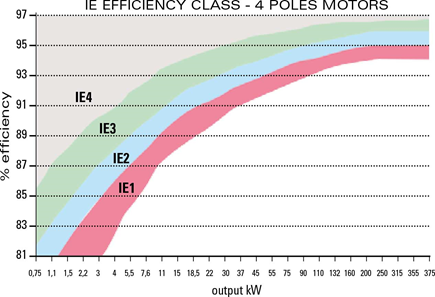 IE EFFICIENCY CLASS - 4 POLES MOTORS
97
95
93
91
89
87
85
83
81
% efficiency
IE4
IE3
IE2
IE1
0,75 1,1 1,5 2,2 3 4 5,5 7,6 11 15 18,5 22 30 37 45 55 75 90 110 132 160 200 250 315 355 375
output kW